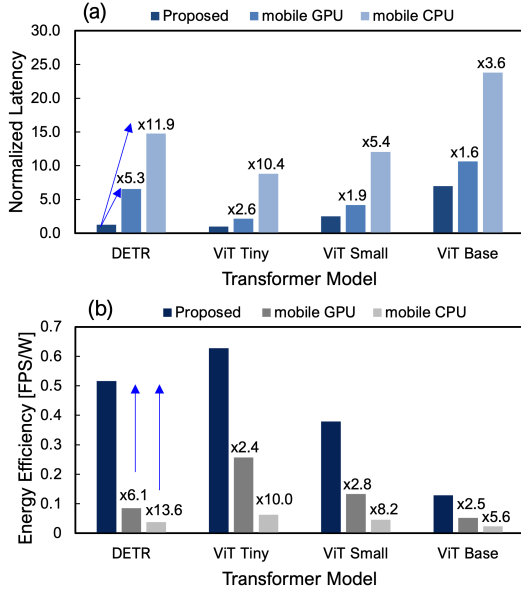 (a)
Proposed mobile GPU mobile CPU
Normalized Latency
30.0
25.0
20.0
15.0
10.0
5.0
0.0
x5.3 x11.9
x2.6 x10.4
x1.9 x5.4
x1.6 x3.6
DETR ViT Tiny ViT Small ViT Base
Transformer Model
(b)
Proposed mobile GPU mobile CPU
Energy Efficiency [FPS/W]
0.7
0.6
0.5
0.4
0.3
0.2
0.1
0
x6.1 x13.6
x2.4 x10.0
x2.8 x8.2
x2.5 x5.6
DETR ViT Tiny ViT Small ViT Base
Transformer Model